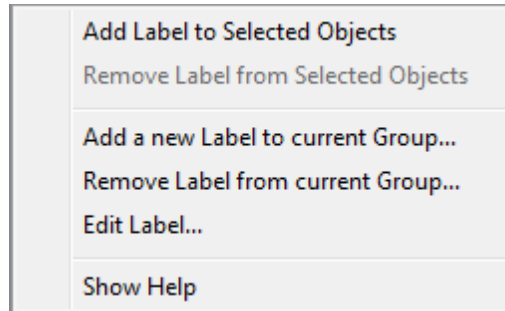 Add Label to Selected Objects
Remove Label from Selected Objects
Add a new Label to current Group...
Remove Label from current Group...
Edit Label...
Show Help